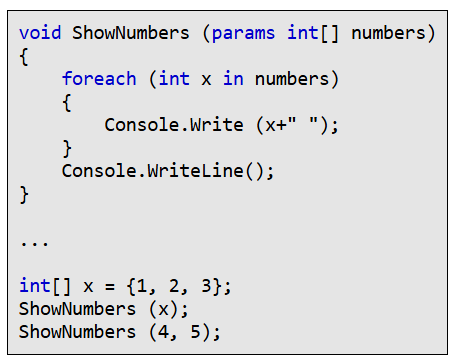 void ShowNumbers (params int[] numbers)
{
    foreach (int x in numbers)
    {
        Console.Write (x+" ");
    }
    Console.WriteLine();
}
...
int[] x = {1, 2, 3};
ShowNumbers (x);
ShowNumbers (4, 5);